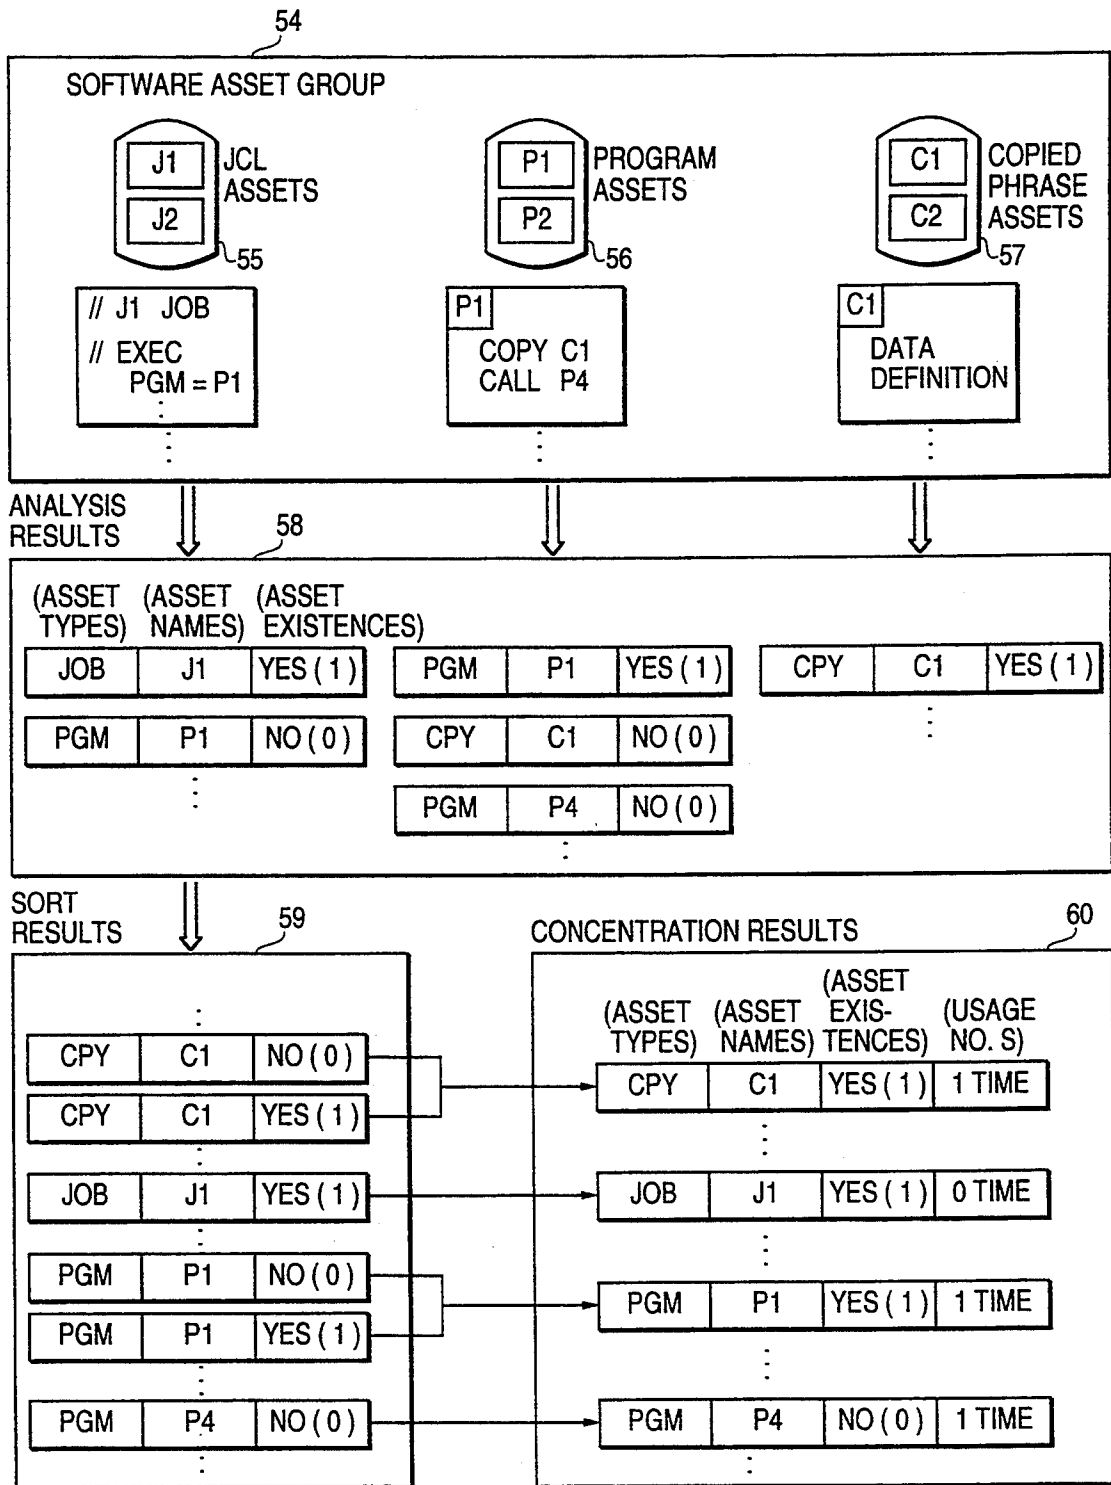 54
SOFTWARE ASSET GROUP
J1
J2
JCL
ASSETS
55
P1
P2
PROGRAM
ASSETS
56
C1
C2
COPIED
PHRASE
ASSETS
57
// J1 JOB
// EXEC
PGM = P1
P1
COPY C1
CALL P4
C1
DATA
DEFINITION
ANALYSIS
RESULTS
58
(ASSET TYPES) (ASSET NAMES) (ASSET EXISTENCES)
JOB J1 YES ( 1 )
PGM P1 NO ( 0 )
PGM P1 YES ( 1 )
CPY C1 NO ( 0 )
PGM P4 NO ( 0 )
CPY C1 YES ( 1 )
SORT
RESULTS
59
CPY C1 NO ( 0 )
CPY C1 YES ( 1 )
JOB J1 YES ( 1 )
PGM P1 NO ( 0 )
PGM P1 YES ( 1 )
PGM P4 NO ( 0 )
CONCENTRATION RESULTS
60
(ASSET TYPES) (ASSET NAMES) (ASSET EXIS- TENCES) (USAGE NO. S)
CPY C1 YES ( 1 ) 1 TIME
JOB J1 YES ( 1 ) 0 TIME
PGM P1 YES ( 1 ) 1 TIME
PGM P4 NO ( 0 ) 1 TIME